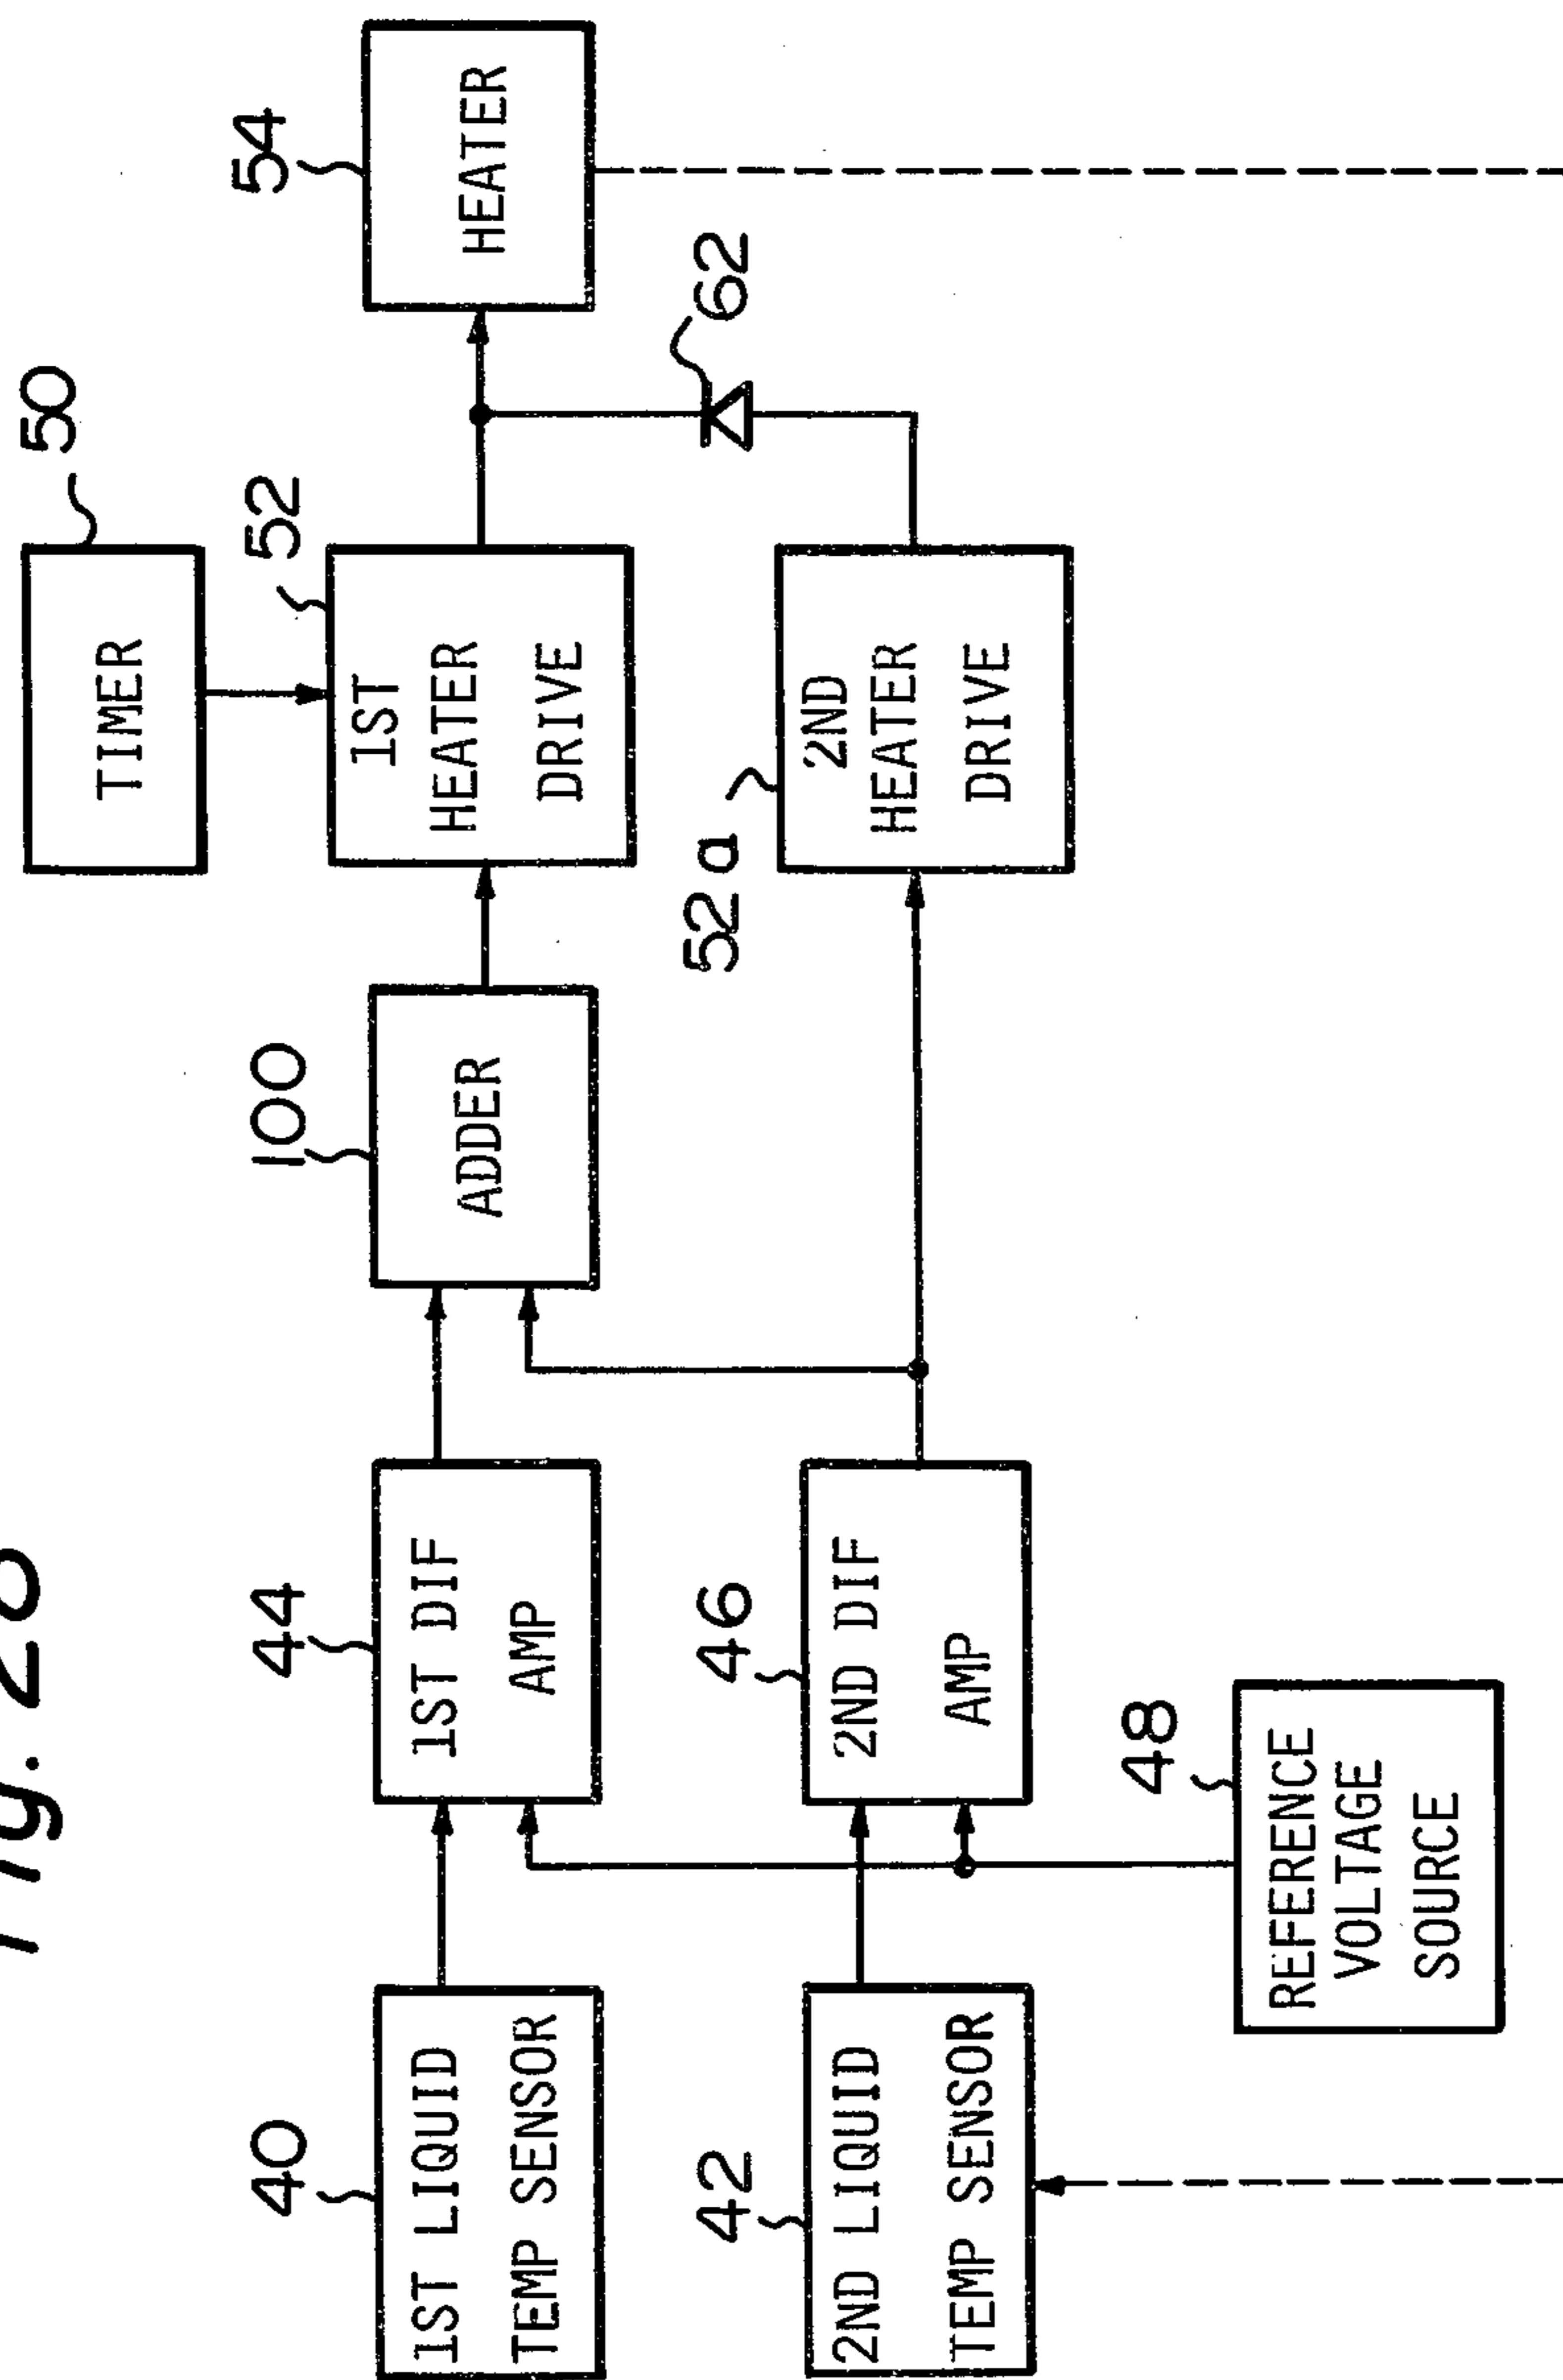 Fig.
50
TIMER
40
1ST LIQUID
TEMP SENSOR
44
1ST DIF
AMP
100
ADDER
52
1ST
HEATER
DRIVE
54
HEATER
42
2ND LIQUID
TEMP SENSOR
46
2ND DIF
AMP
52a
2ND
HEATER
DRIVE
62
48
REFERENCE
VOLTAGE
SOURCE